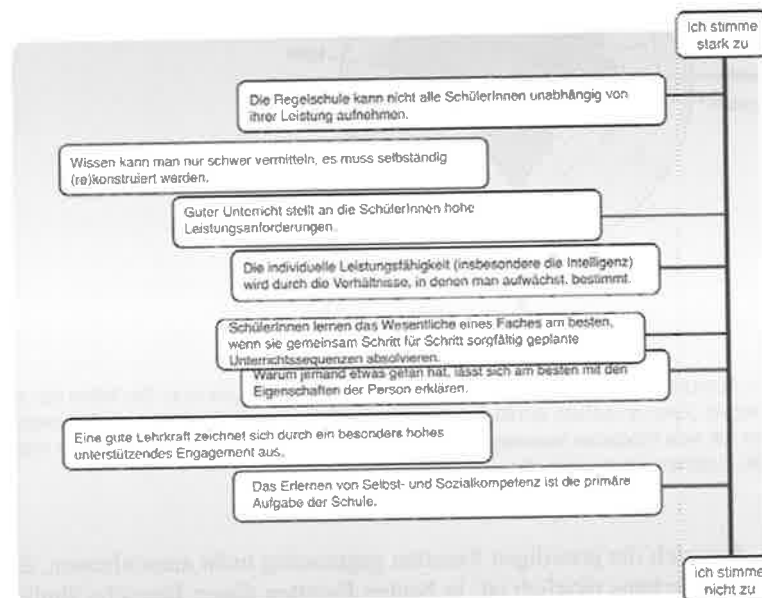 ich stimme
stark zu
Die Regelschule kann nicht alle SchülerInnen unabhängig von
ihrer Leistung aufnehmen.
Wissen kann man nur schwer vermitteln, es muss selbständig
(re)konstruiert werden.
Guter Unterricht stellt an die SchülerInnen hohe
Leistungsanforderungen.
Die individuelle Leistungsfähigkeit (insbesondere die Intelligenz)
wird durch die Verhältnisse, in denen man aufwächst, bestimmt.
SchülerInnen lernen das Wesentliche eines Faches am besten,
wenn sie gemeinsam Schritt für Schritt sorgfältig geplante
Unterrichtssequenzen absolvieren.
Warum jemand etwas getan hat, lässt sich am besten mit den
Eigenschaften der Person erklären.
Eine gute Lehrkraft zeichnet sich durch ein besonders hohes
unterstützendes Engagement aus.
Das Erlernen von Selbst- und Sozialkompetenz ist die primäre
Aufgabe der Schule.
ich stimme
nicht zu